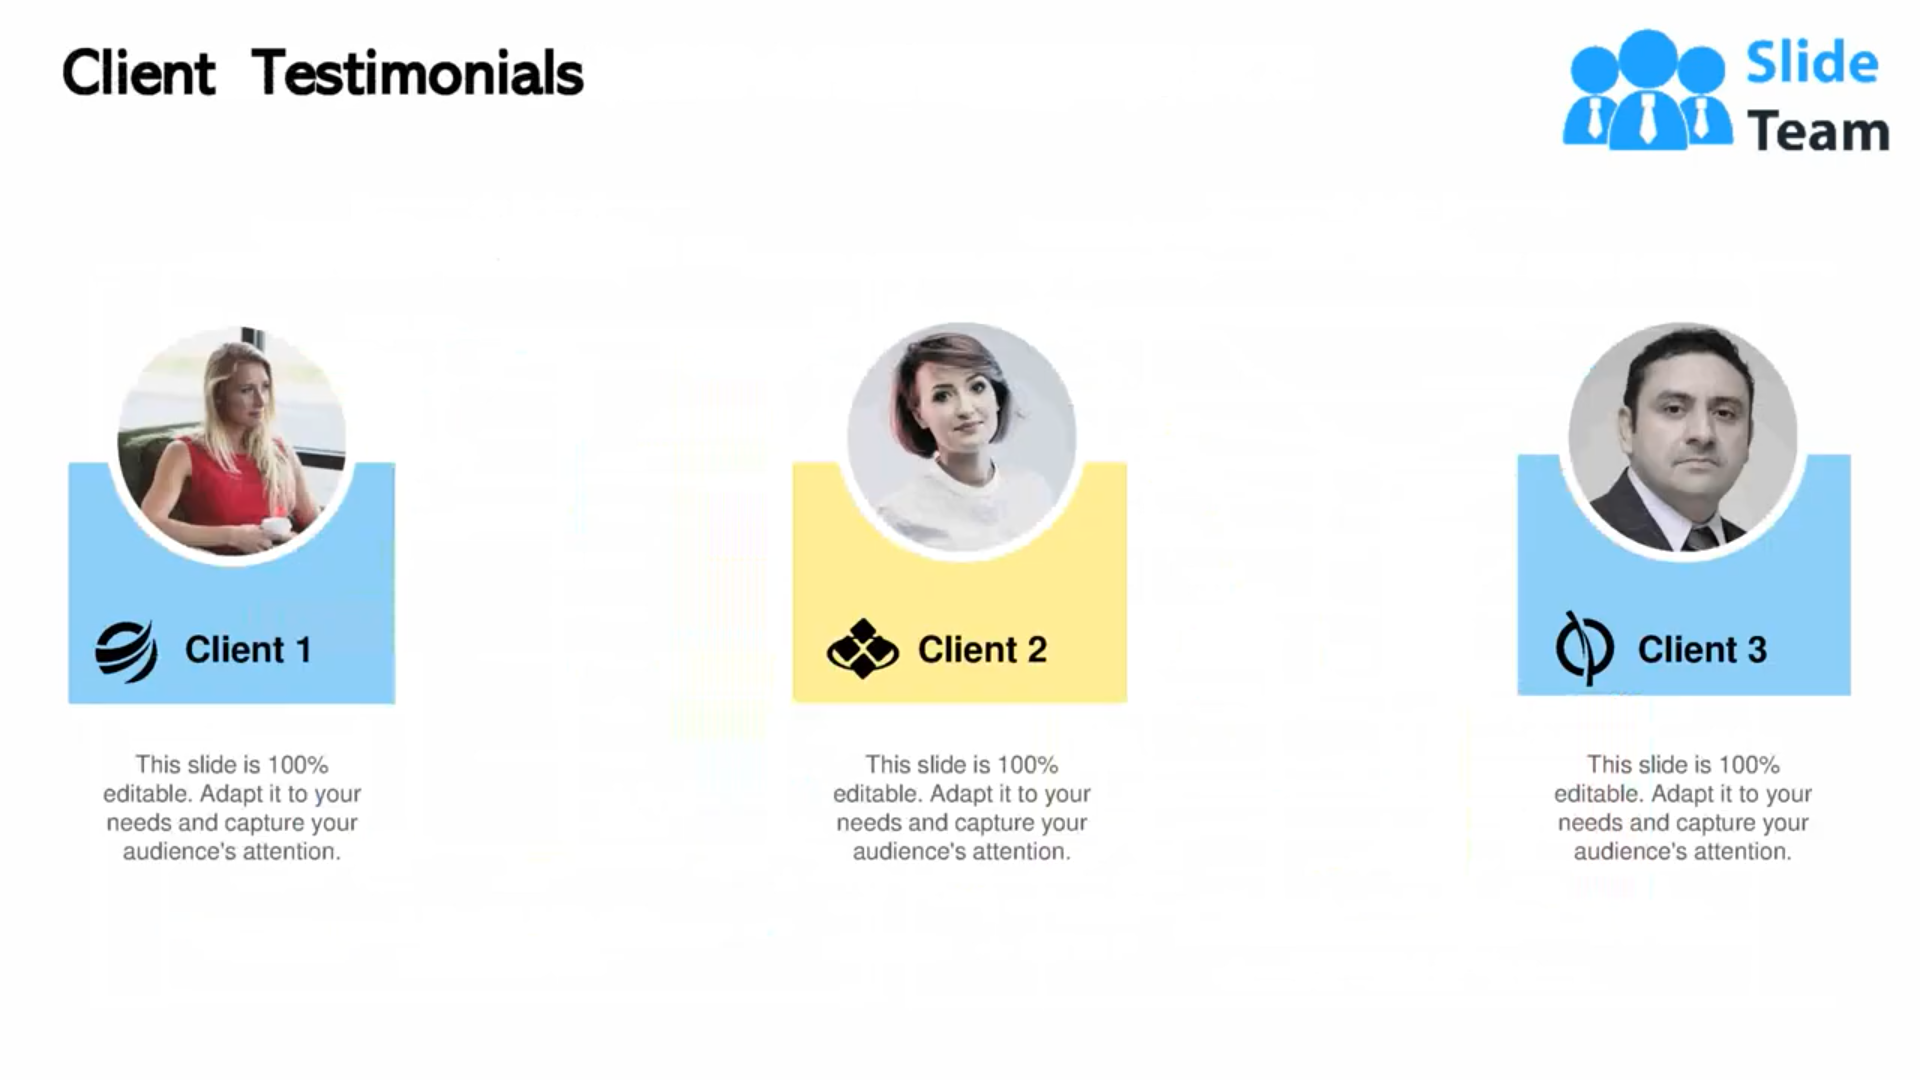 Client Testimonials
Slide
Team
Client 1
Client 2
Client 3
This slide is 100%
editable. Adapt it to your
needs and capture your
audience's attention.
This slide is 100%
editable. Adapt it to your
needs and capture your
audience's attention.
This slide is 100%
editable. Adapt it to your
needs and capture your
audience's attention.